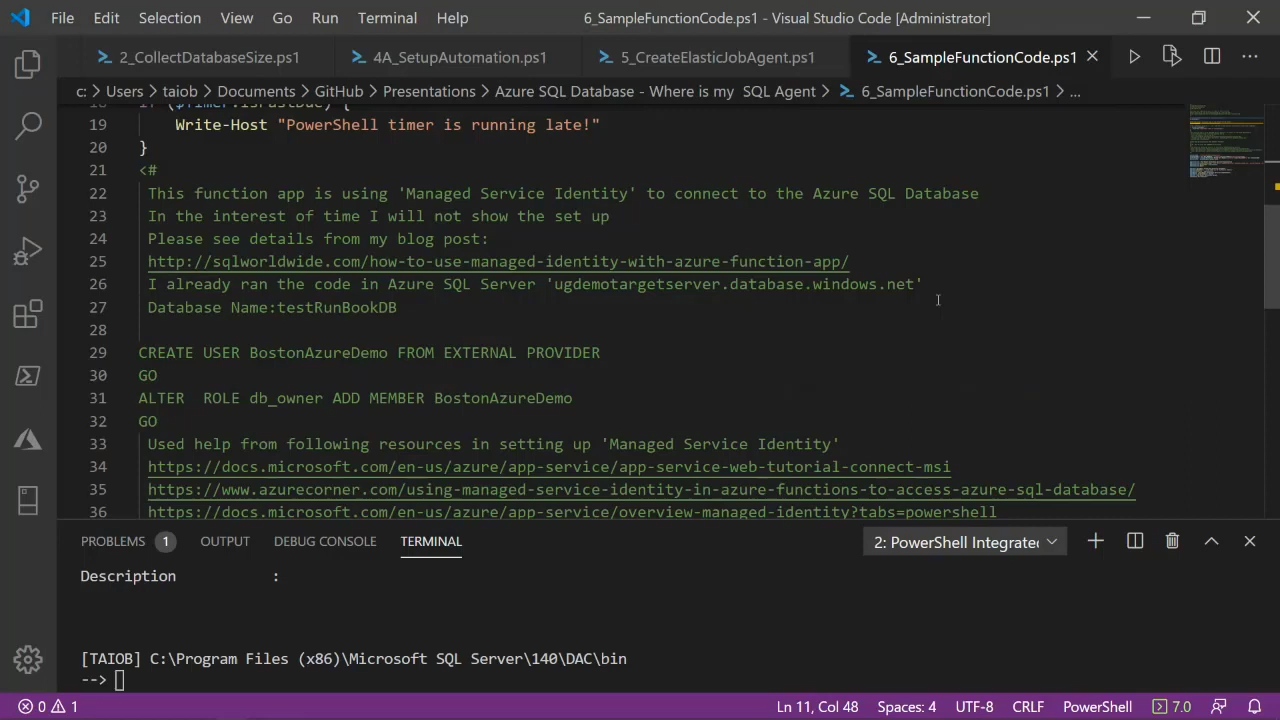 File Edit Selection View Go Run Terminal Help 6_SampleFunctionCode.ps1 - Visual Studio Code [Administrator]
2_CollectDatabaseSize.ps1 4A_SetupAutomation.ps1 5_CreateElasticJobAgent.ps1 6_SampleFunctionCode.ps1
c: > Users > taiob > Documents > GitHub > Presentations > Azure SQL Database - Where is my SQL Agent > 6_SampleFunctionCode.ps1 > ...
18 if ($Timer.IsPastDue) {
19 Write-Host "PowerShell timer is running late!"
20 }
21 <#
22 This function app is using 'Managed Service Identity' to connect to the Azure SQL Database
23 In the interest of time I will not show the set up
24 Please see details from my blog post:
25 http://sqlworldwide.com/how-to-use-managed-identity-with-azure-function-app/
26 I already ran the code in Azure SQL Server 'ugdemotargetserver.database.windows.net'
27 Database Name:testRunBookDB
28
29 CREATE USER BostonAzureDemo FROM EXTERNAL PROVIDER
30 GO
31 ALTER  ROLE db_owner ADD MEMBER BostonAzureDemo
32 GO
33 Used help from following resources in setting up 'Managed Service Identity'
34 https://docs.microsoft.com/en-us/azure/app-service/app-service-web-tutorial-connect-msi
35 https://www.azurecorner.com/using-managed-service-identity-in-azure-functions-to-access-azure-sql-database/
36 https://docs.microsoft.com/en-us/azure/app-service/overview-managed-identity?tabs=powershell
PROBLEMS 1 OUTPUT DEBUG CONSOLE TERMINAL 2: PowerShell Integrate
Description :
[TAIOB] C:\Program Files (x86)\Microsoft SQL Server\140\DAC\bin
-->
0 1 Ln 11, Col 48 Spaces: 4 UTF-8 CRLF PowerShell 7.0